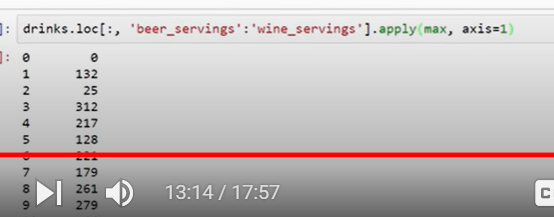 ]: drinks.loc[:, 'beer_servings':'wine_servings'].apply(max, axis=1)
]: 0 0
1 132
2 25
3 312
4 217
5 128
7 179
8 261
9 279
13:14 / 17:57